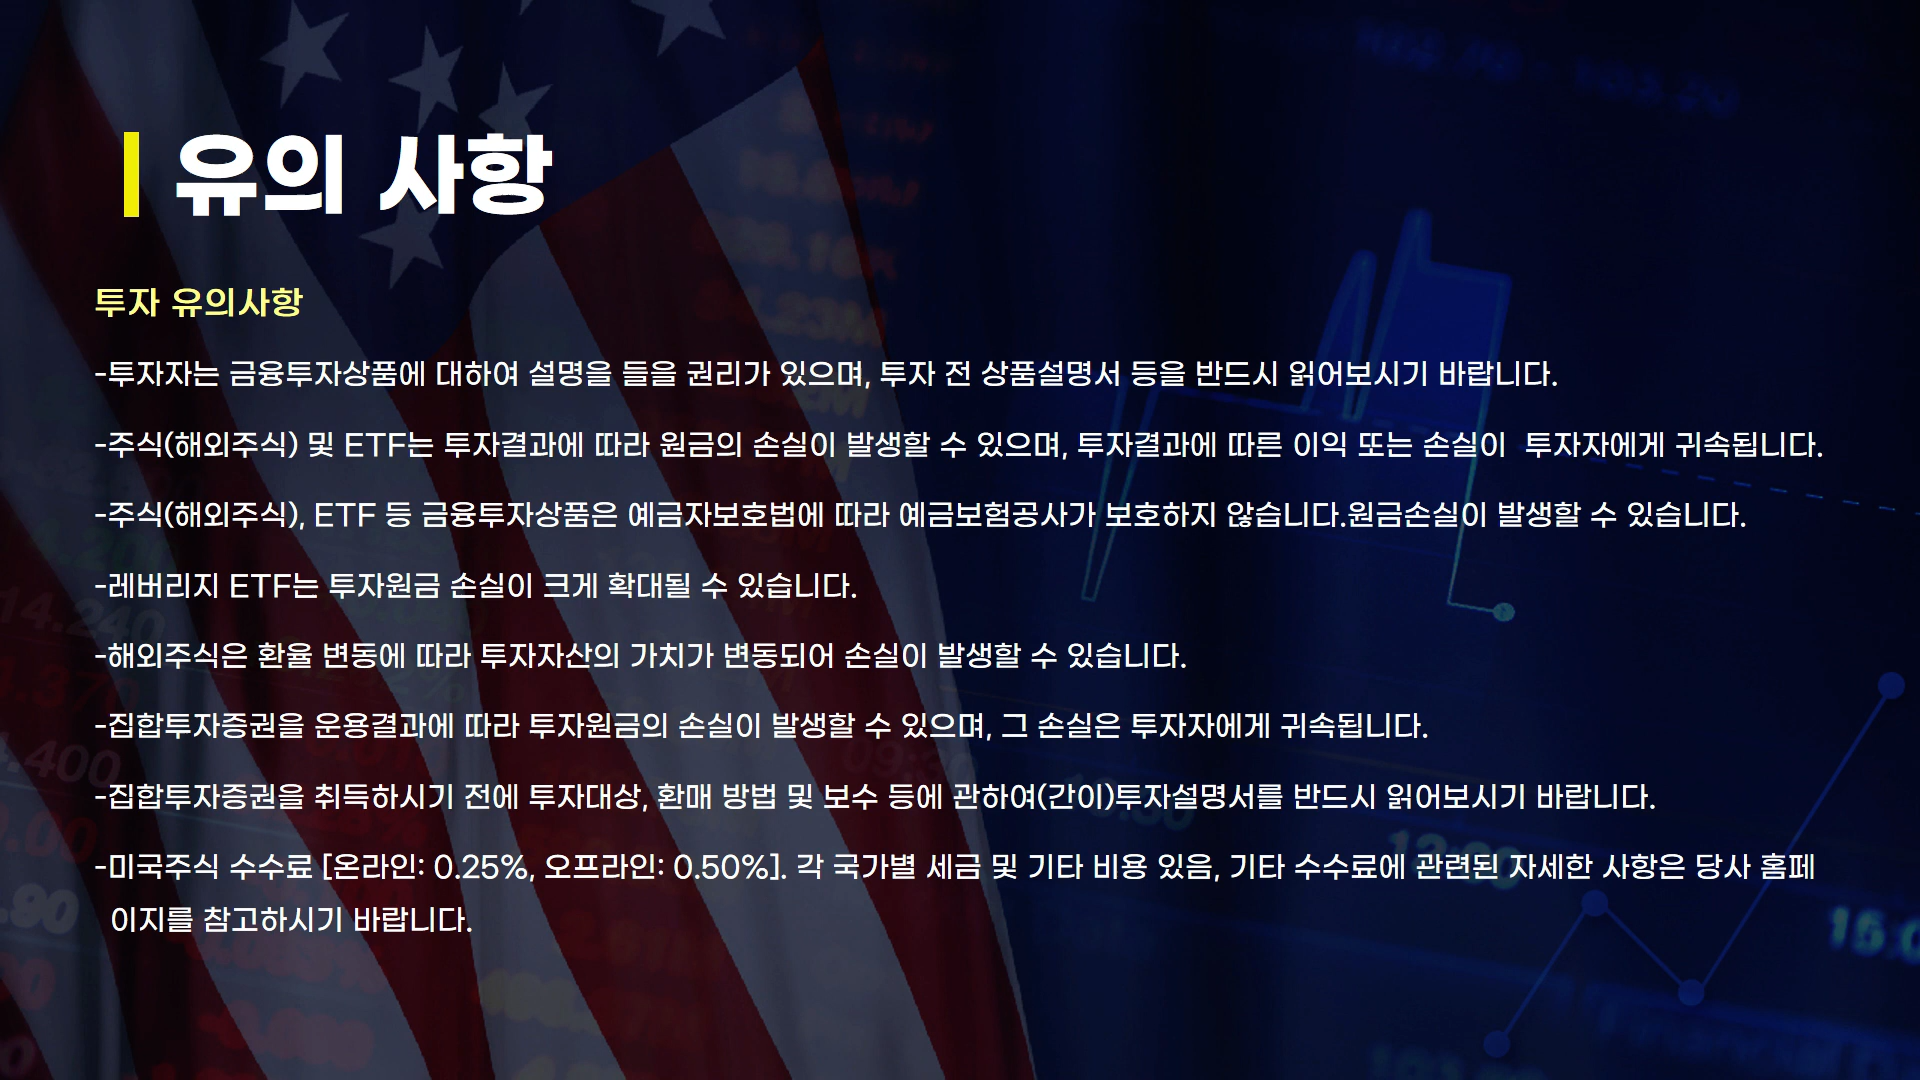 유의 사항
투자 유의사항
-투자자는 금융투자상품에 대하여 설명을 들을 권리가 있으며, 투자 전 상품설명서 등을 반드시 읽어보시기 바랍니다.
-주식(해외주식) 및 ETF는 투자결과에 따라 원금의 손실이 발생할 수 있으며, 투자결과에 따른 이익 또는 손실이  투자자에게 귀속됩니다.
-주식(해외주식), ETF 등 금융투자상품은 예금자보호법에 따라 예금보험공사가 보호하지 않습니다.원금손실이 발생할 수 있습니다.
-레버리지 ETF는 투자원금 손실이 크게 확대될 수 있습니다.
-해외주식은 환율 변동에 따라 투자자산의 가치가 변동되어 손실이 발생할 수 있습니다.
-집합투자증권을 운용결과에 따라 투자원금의 손실이 발생할 수 있으며, 그 손실은 투자자에게 귀속됩니다.
-집합투자증권을 취득하시기 전에 투자대상, 환매 방법 및 보수 등에 관하여(간이)투자설명서를 반드시 읽어보시기 바랍니다.
-미국주식 수수료 [온라인: 0.25%, 오프라인: 0.50%]. 각 국가별 세금 및 기타 비용 있음, 기타 수수료에 관련된 자세한 사항은 당사 홈페
이지를 참고하시기 바랍니다.
14.240
4.370
4.400
0.00
.90
09:30
10:30
13:00
15:0